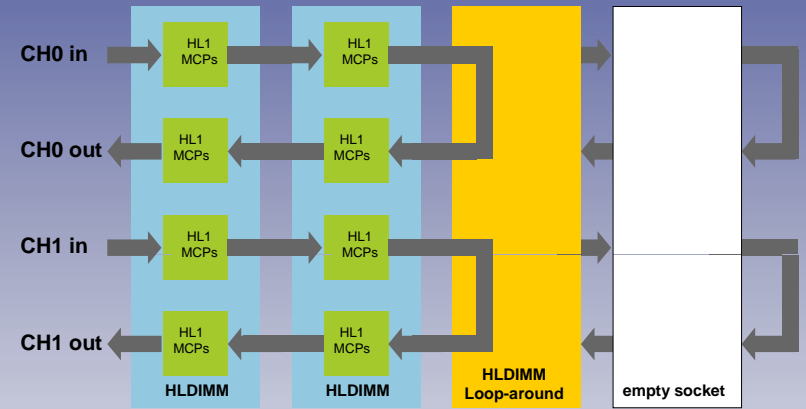 CH0 in
HL1
MCPs
HL1
MCPs
CH0 out
HL1
MCPs
HL1
MCPs
CH1 in
HL1
MCPs
HL1
MCPs
CH1 out
HL1
MCPs
HL1
MCPs
HLDIMM
HLDIMM
HLDIMM
Loop-around
empty socket